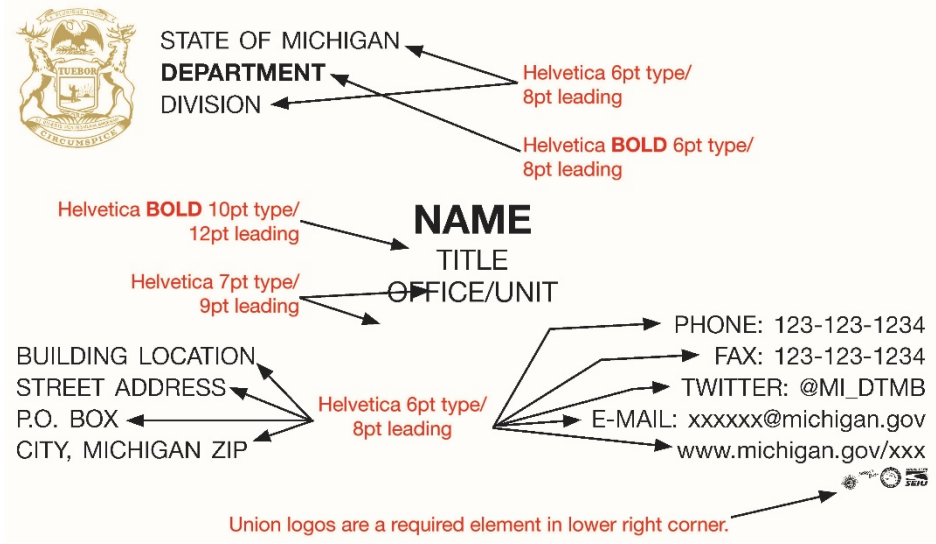 TUEBOR
CIRCUMSPICE
STATE OF MICHIGAN
DEPARTMENT
DIVISION
Helvetica 6pt type/
8pt leading
Helvetica BOLD 6pt type/
8pt leading
Helvetica BOLD 10pt type/
12pt leading
NAME
TITLE
OFFICE/UNIT
Helvetica 7pt type/
9pt leading
BUILDING LOCATION
STREET ADDRESS
P.O. BOX
CITY, MICHIGAN ZIP
Helvetica 6pt type/
8pt leading
PHONE: 123-123-1234
FAX: 123-123-1234
TWITTER: @MI_DTMB
E-MAIL: xxxxxx@michigan.gov
www.michigan.gov/xxx
SEIU
Union logos are a required element in lower right corner.